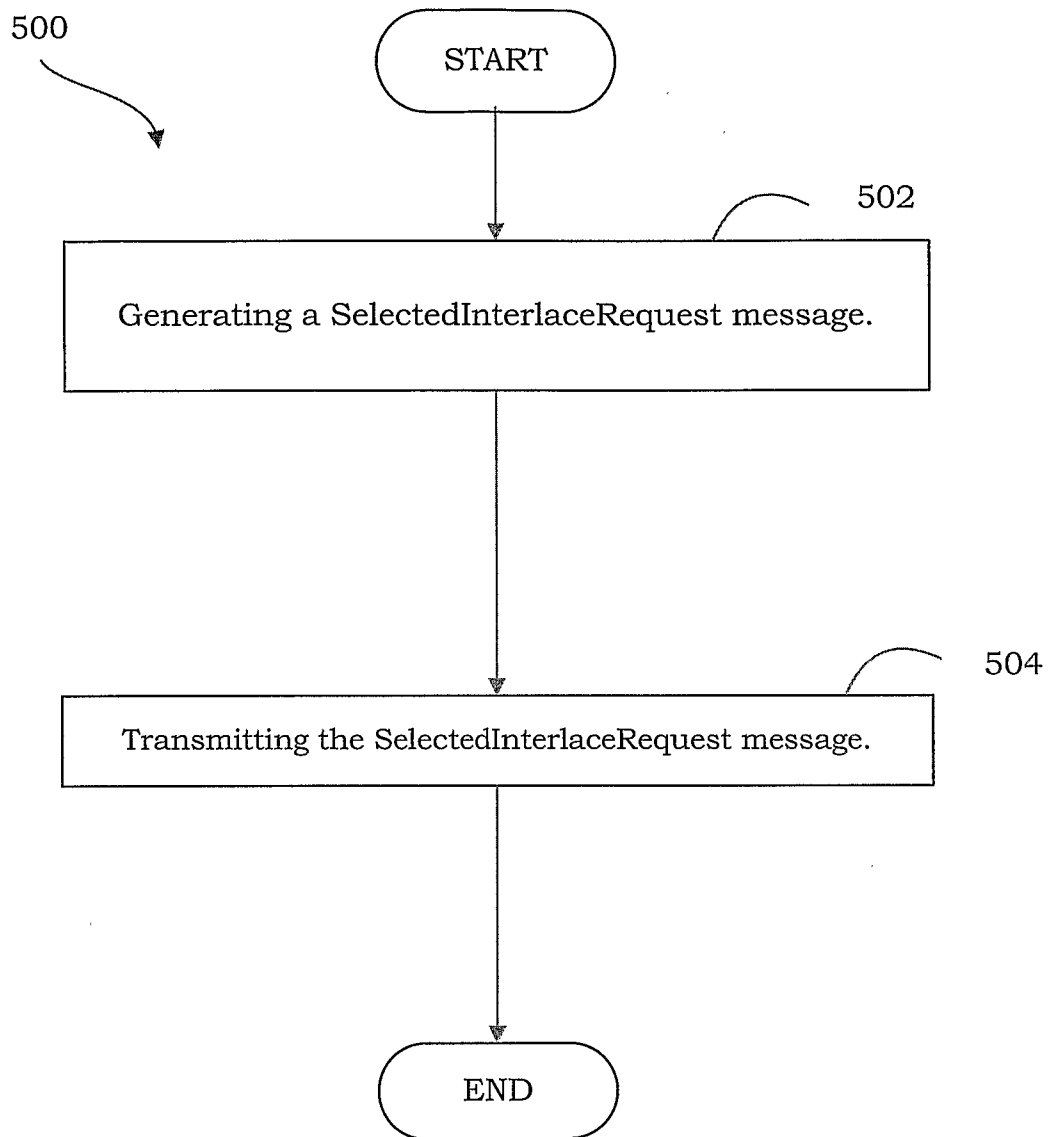 500
START
502
Generating a SelectedInterlaceRequest message.
504
Transmitting the SelectedInterlaceRequest message.
END